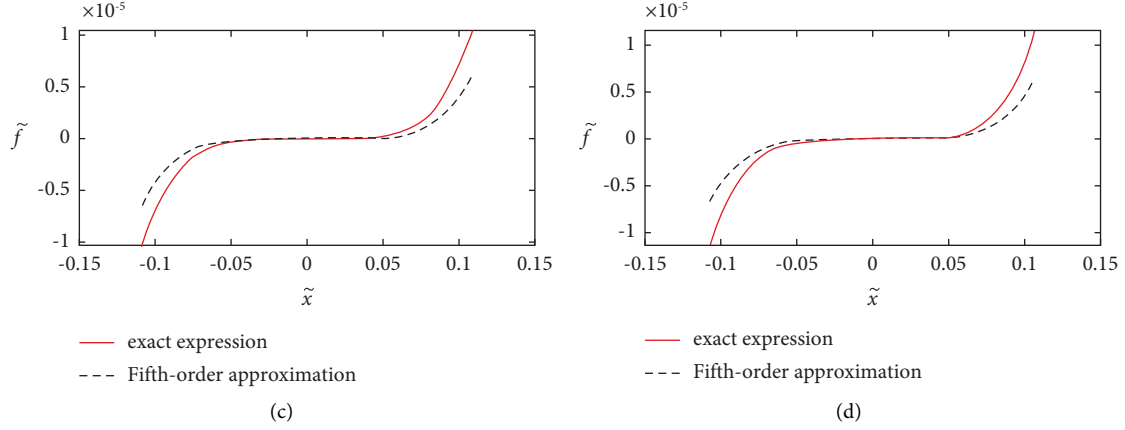 ×10⁻⁵
1
0.5
0
-0.5
-1
f̃
-0.15 -0.1 -0.05 0 0.05 0.1 0.15
x̃
exact expression
Fifth-order approximation
(c)
×10⁻⁵
1
0.5
0
-0.5
-1
f̃
-0.15 -0.1 -0.05 0 0.05 0.1 0.15
x̃
exact expression
Fifth-order approximation
(d)